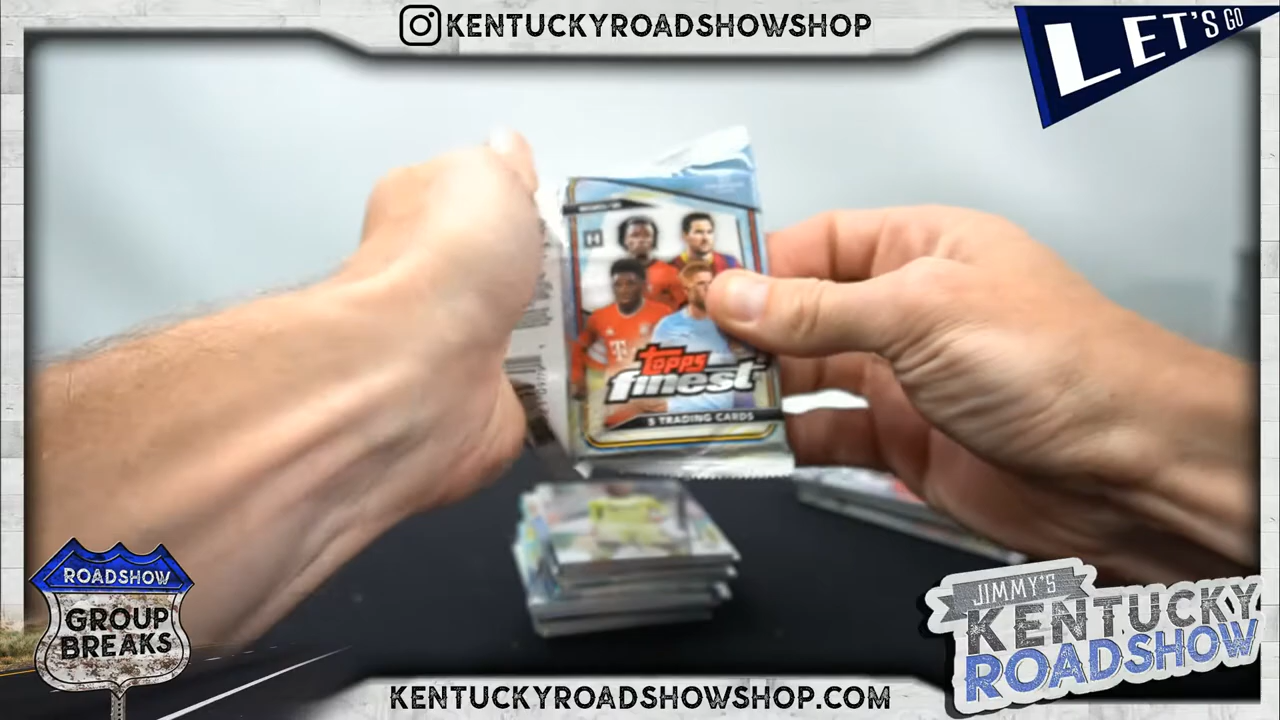 KENTUCKYROADSHOWSHOP
LET'S GO
topps
finest
5 TRADING CARDS
ROADSHOW
GROUP
BREAKS
JIMMY'S
KENTUCKY
ROADSHOW
KENTUCKYROADSHOWSHOP.COM